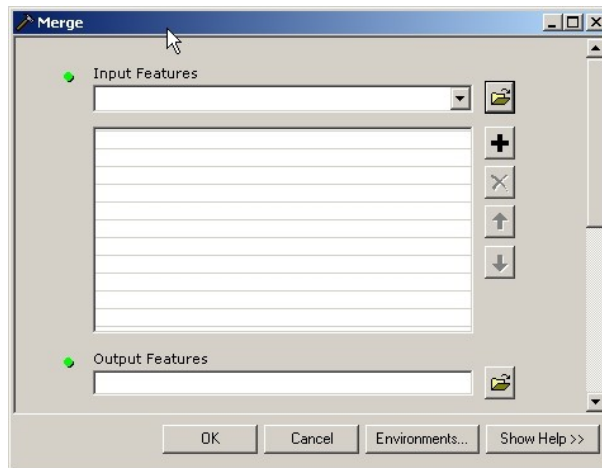 Merge
Input Features
Output Features
OK Cancel Environments... Show Help >>